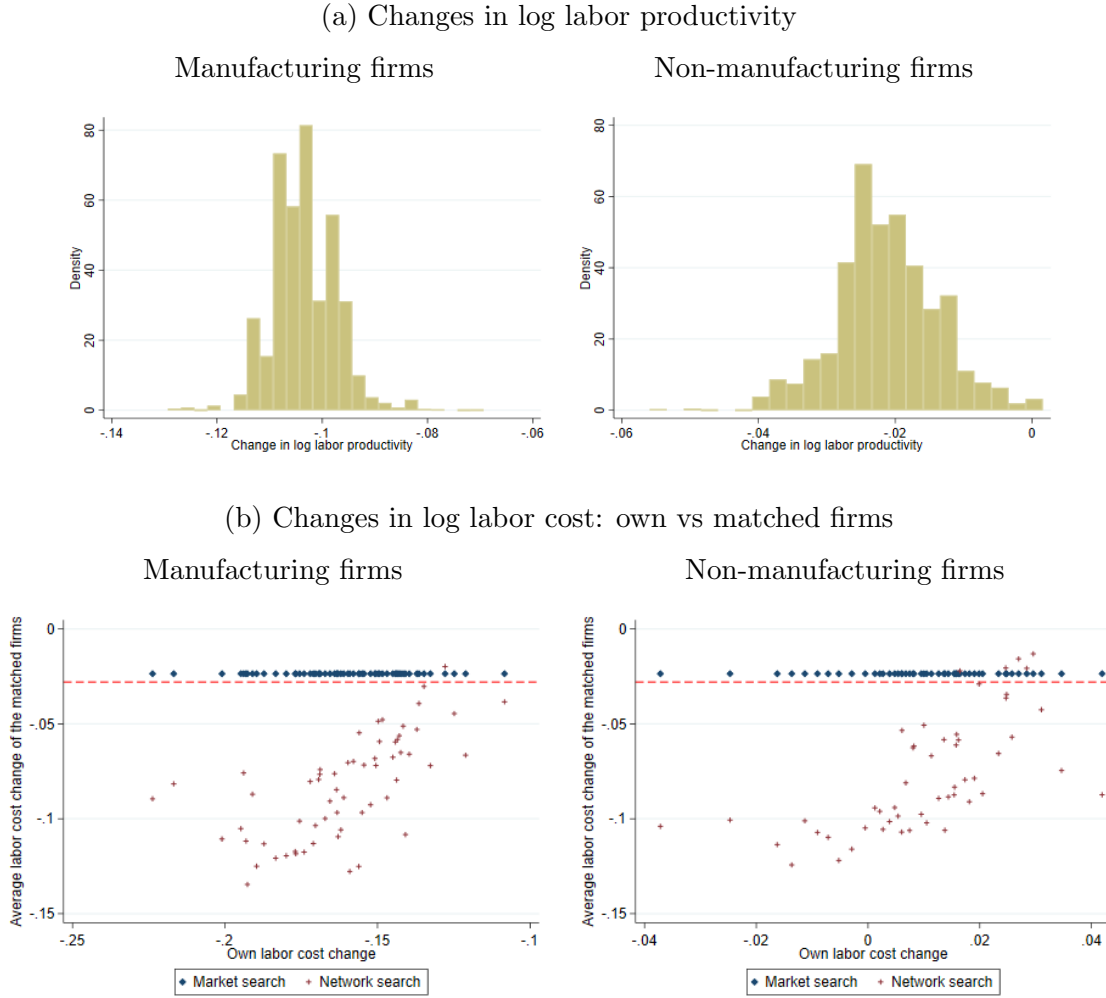 (a) Changes in log labor productivity
Manufacturing firms
Non-manufacturing firms
Density
80
60
40
20
0
-.14
-.12
-.1
-.08
-.06
Change in log labor productivity
Density
80
60
40
20
0
-.06
-.04
-.02
0
Change in log labor productivity
(b) Changes in log labor cost: own vs matched firms
Manufacturing firms
Non-manufacturing firms
Average labor cost change of the matched firms
0
-.05
-.1
-.15
-.25
-.2
-.15
-.1
Own labor cost change
Market search
Network search
Average labor cost change of the matched firms
0
-.05
-.1
-.15
-.04
-.02
0
.02
.04
Own labor cost change
Market search
Network search